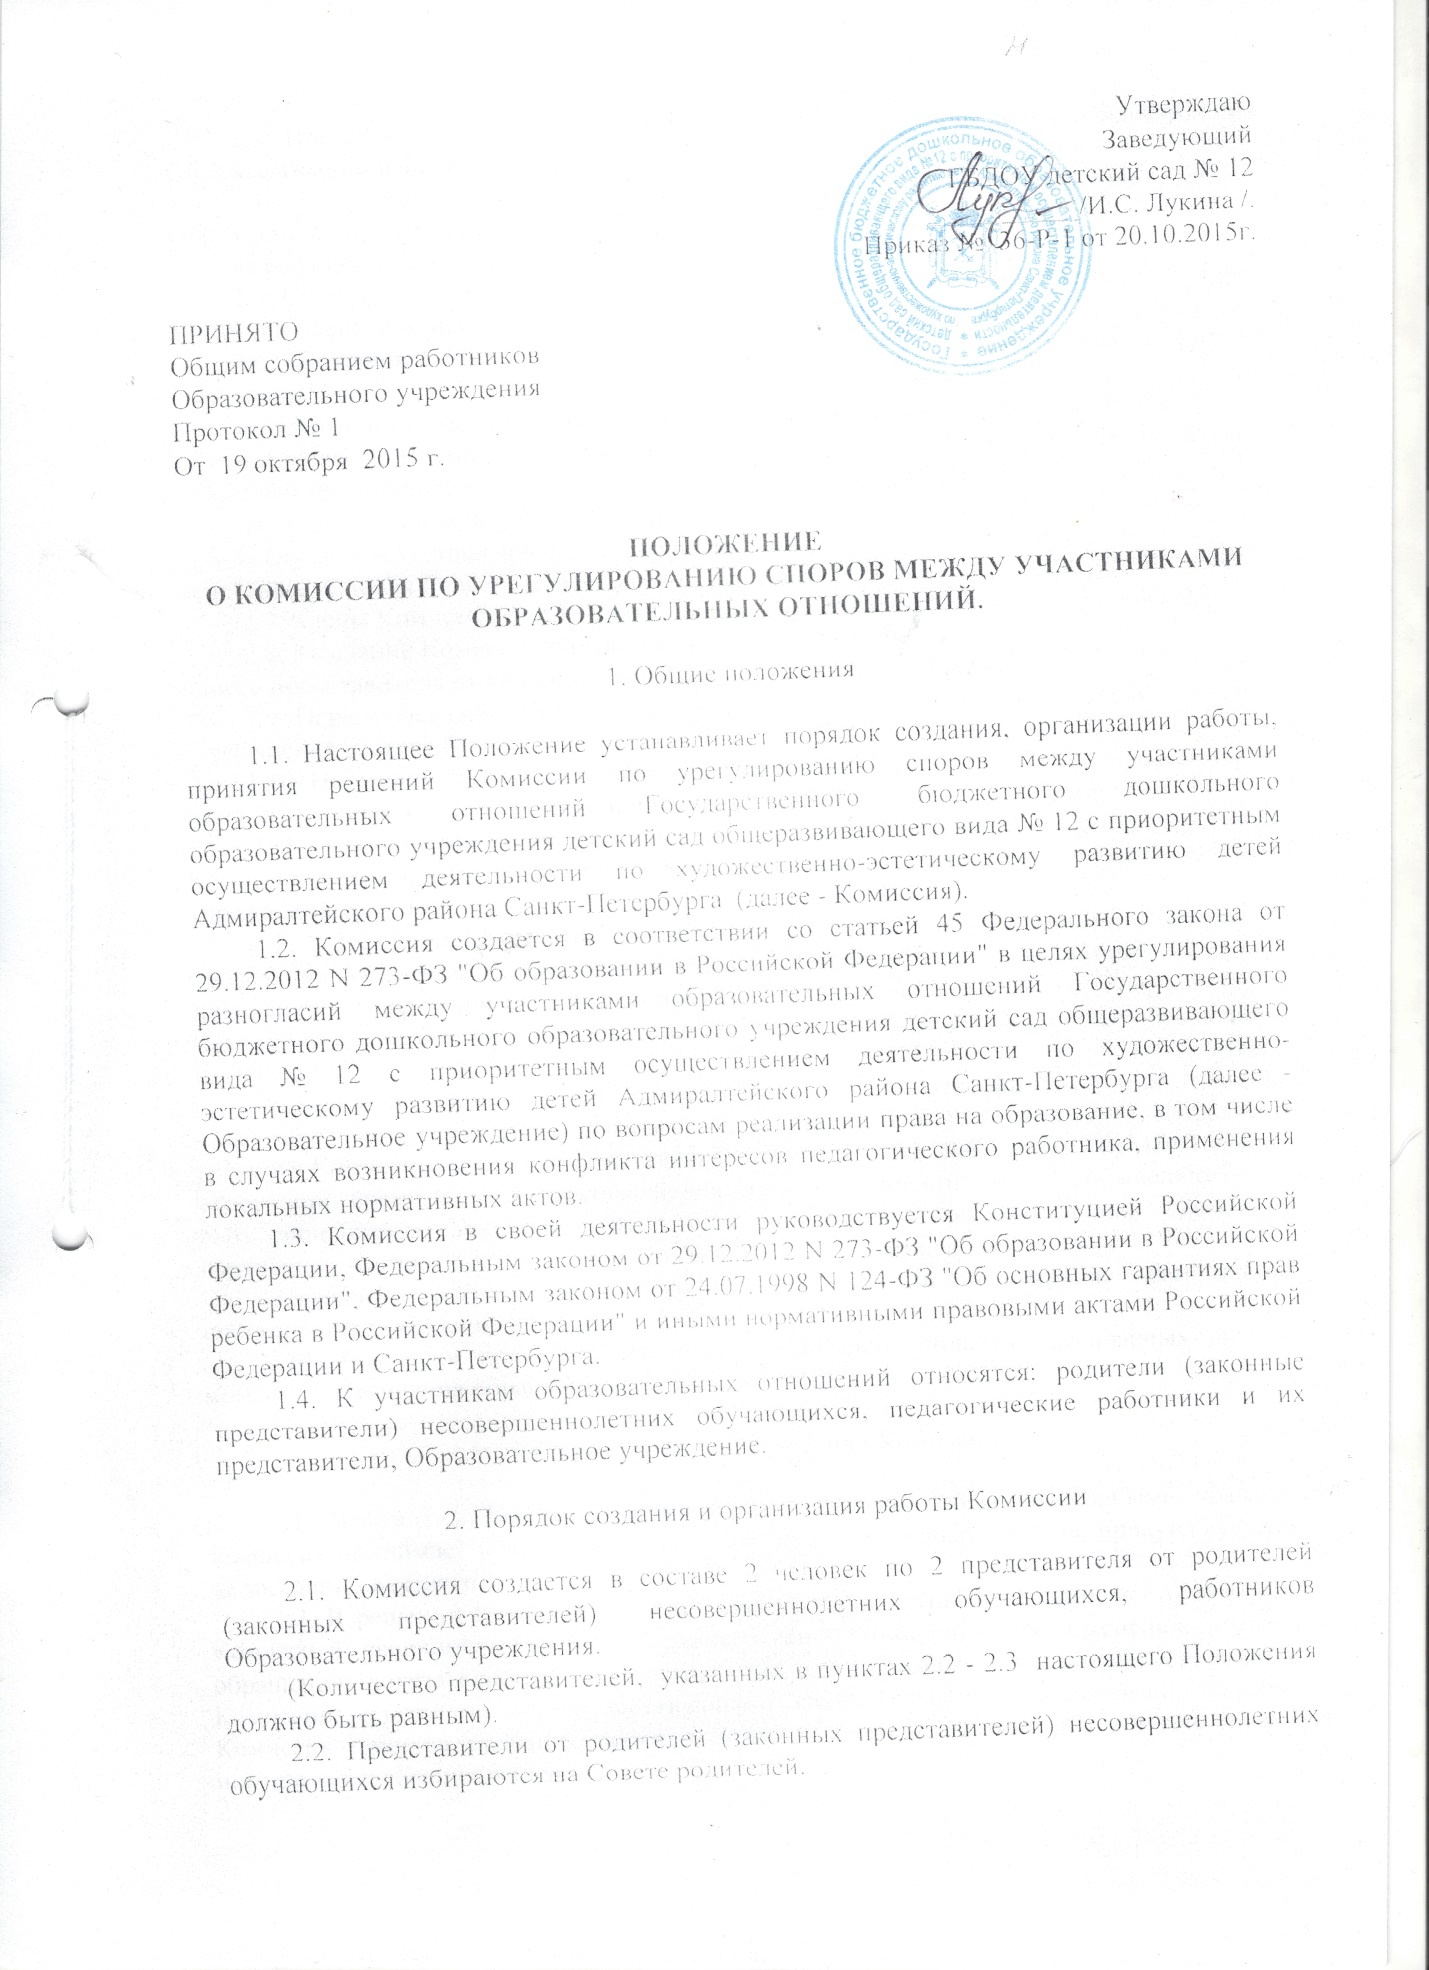 Утверждаю
Заведующий
ГБДОУ детский сад № 12
/И.С. Лукина /.
Приказ № 36-Р-1 от 20.10.2015г.
ПРИНЯТО
Общим собранием работников
Образовательного учреждения
Протокол № 1
От 19 октября 2015 г.
ПОЛОЖЕНИЕ
О КОМИССИИ ПО УРЕГУЛИРОВАНИЮ СПОРОВ МЕЖДУ УЧАСТНИКАМИ
ОБРАЗОВАТЕЛЬНЫХ ОТНОШЕНИЙ.
1. Общие положения
1.1. Настоящее Положение устанавливает порядок создания, организации работы,
принятия решений Комиссии по урегулированию споров между участниками
образовательных отношений Государственного бюджетного дошкольного
образовательного учреждения детский сад общеразвивающего вида № 12 с приоритетным
осуществлением деятельности по художественно-эстетическому развитию детей
Адмиралтейского района Санкт-Петербурга (далее - Комиссия).
1.2. Комиссия создается в соответствии со статьей 45 Федерального закона от
29.12.2012 N 273-ФЗ "Об образовании в Российской Федерации" в целях урегулирования
разногласий между участниками образовательных отношений Государственного
бюджетного дошкольного образовательного учреждения детский сад общеразвивающего
вида № 12 с приоритетным осуществлением деятельности по художественно-
эстетическому развитию детей Адмиралтейского района Санкт-Петербурга (далее -
Образовательное учреждение) по вопросам реализации права на образование, в том числе
в случаях возникновения конфликта интересов педагогического работника, применения
локальных нормативных актов.
1.3. Комиссия в своей деятельности руководствуется Конституцией Российской
Федерации, Федеральным законом от 29.12.2012 N 273-ФЗ "Об образовании в Российской
Федерации", Федеральным законом от 24.07.1998 N 124-ФЗ "Об основных гарантиях прав
ребенка в Российской Федерации" и иными нормативными правовыми актами Российской
Федерации и Санкт-Петербурга.
1.4. К участникам образовательных отношений относятся: родители (законные
представители) несовершеннолетних обучающихся, педагогические работники и их
представители, Образовательное учреждение.
2. Порядок создания и организация работы Комиссии
2.1. Комиссия создается в составе 2 человек по 2 представителя от родителей
(законных представителей) несовершеннолетних обучающихся, работников
Образовательного учреждения.
(Количество представителей, указанных в пунктах 2.2 - 2.3 настоящего Положения
должно быть равным).
2.2. Представители от родителей (законных представителей) несовершеннолетних
обучающихся избираются на Совете родителей.